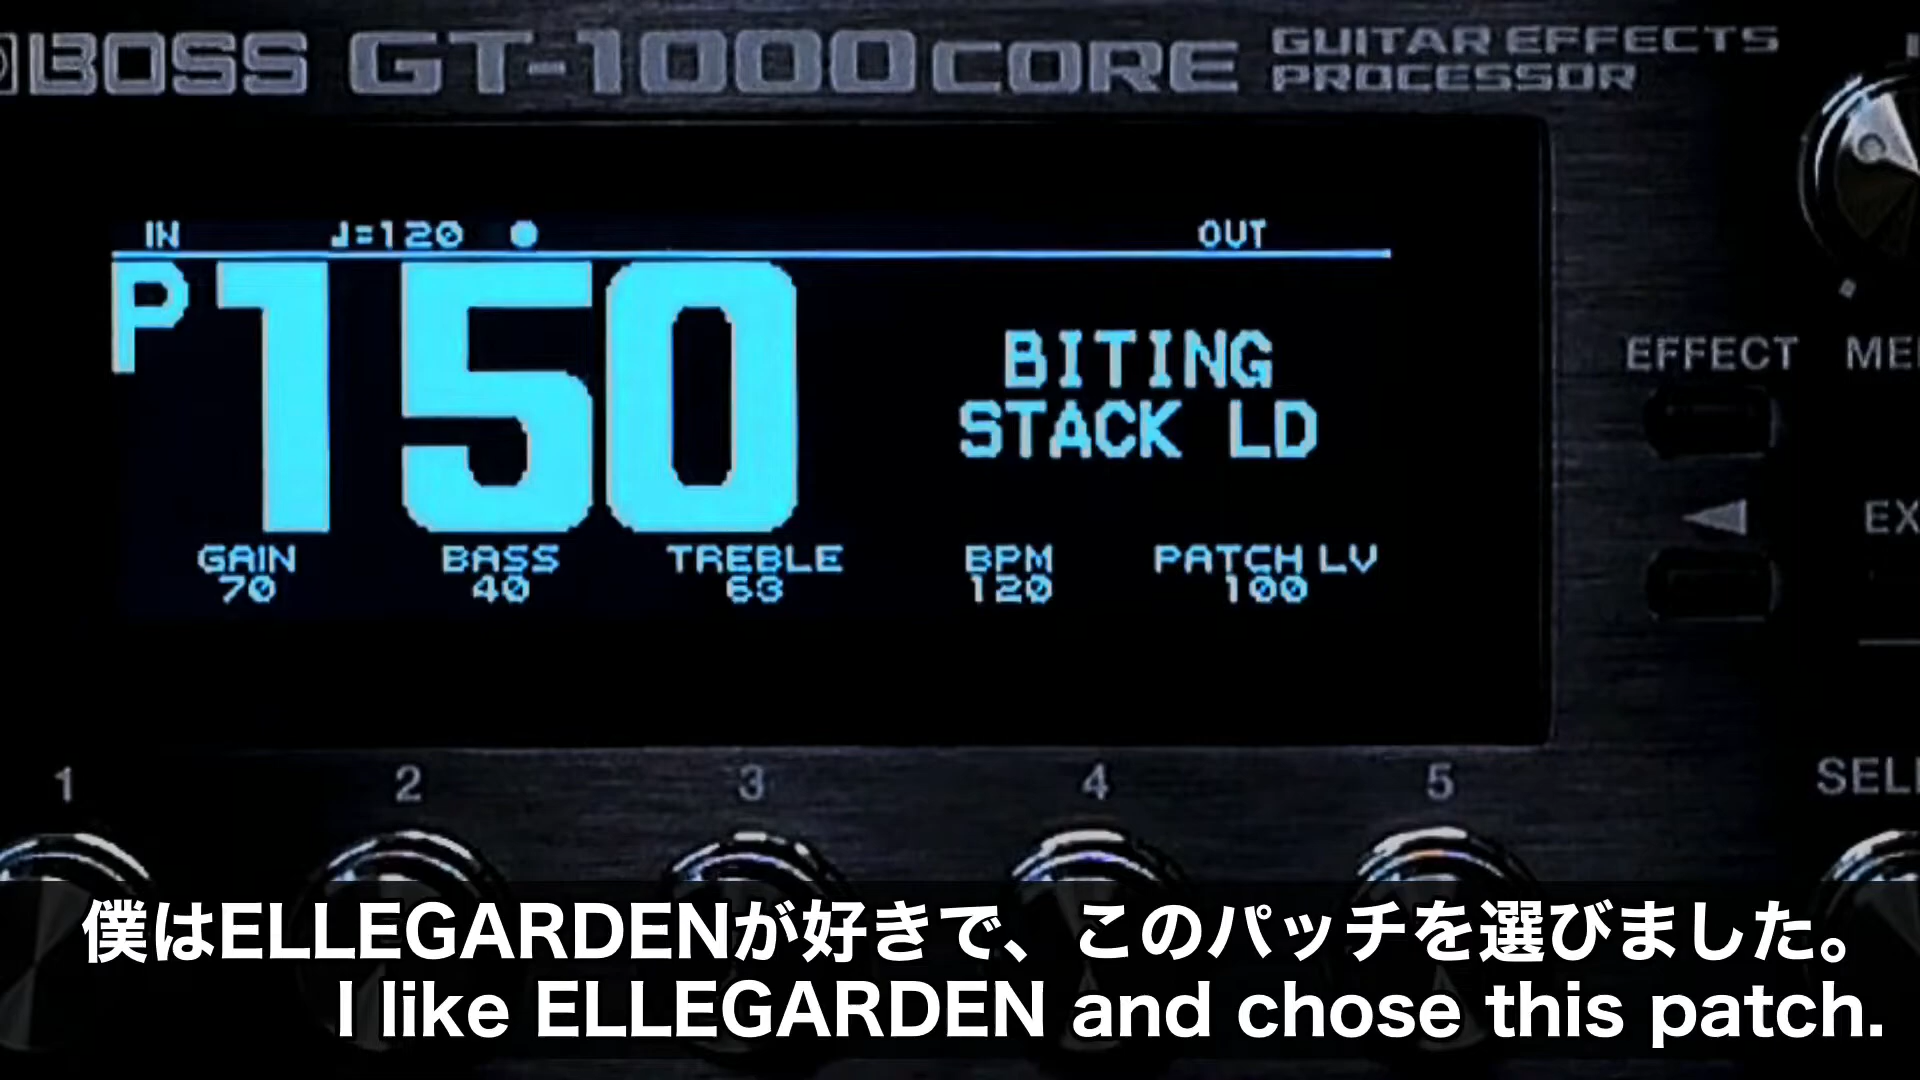 BOSS GT-1000CORE GUITAR EFFECTS
PROCESSOR
IN ♩=120 ● OUT
P150
BITING
STACK LD
GAIN BASS TREBLE BPM PATCH LV
70 40 63 120 100
EFFECT
1 2 3 4 5
僕はELLEGARDENが好きで、このパッチを選びました。
I like ELLEGARDEN and chose this patch.